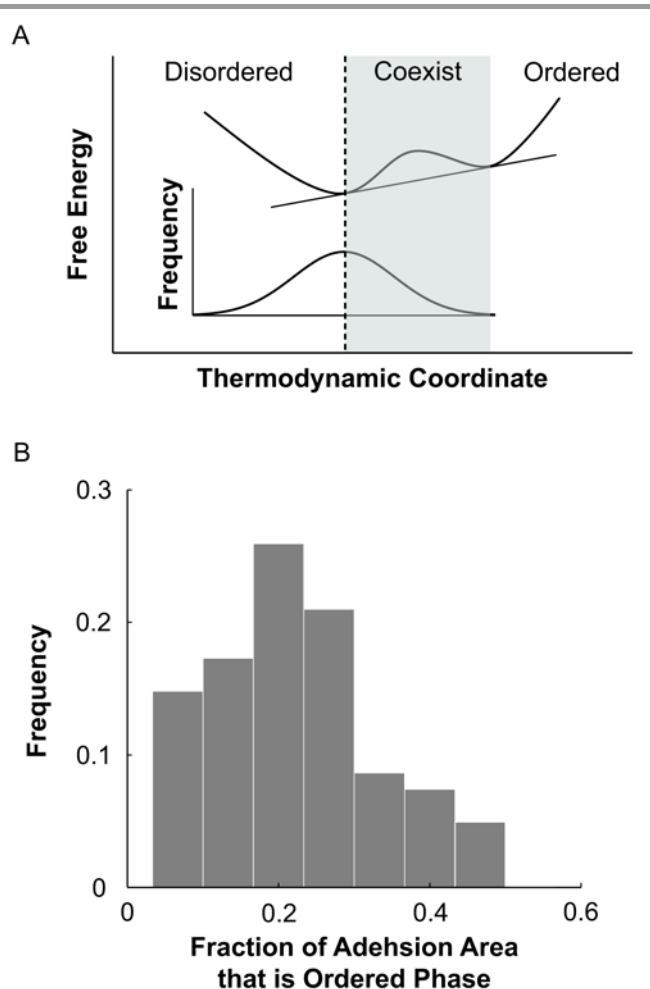 A
Disordered
Coexist
Ordered
Free Energy
Frequency
Thermodynamic Coordinate
B
0.3
0.2
0.1
0
Frequency
0
0.2
0.4
0.6
Fraction of Adehsion Area
that is Ordered Phase